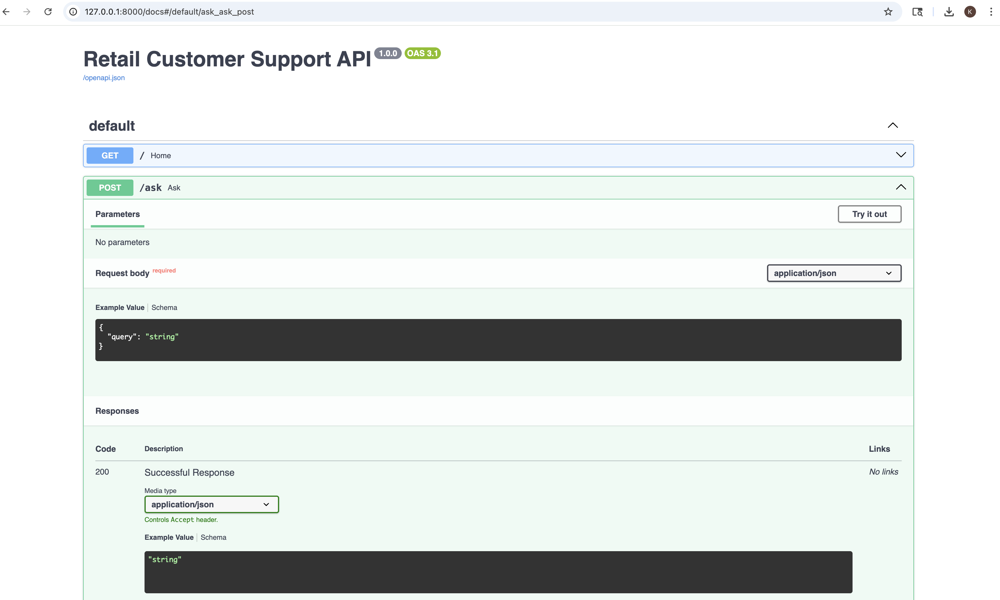 127.0.0.1:8000/docs#/default/ask_ask_post
K
Retail Customer Support API 1.0.0 OAS 3.1
/openapi.json
default
GET / Home
POST /ask Ask
Parameters Try it out
No parameters
Request body required application/json
Example Value Schema
{
"query": "string"
}
Responses
Code Description Links
200 Successful Response No links
Media type
application/json
Controls Accept header.
Example Value Schema
"string"